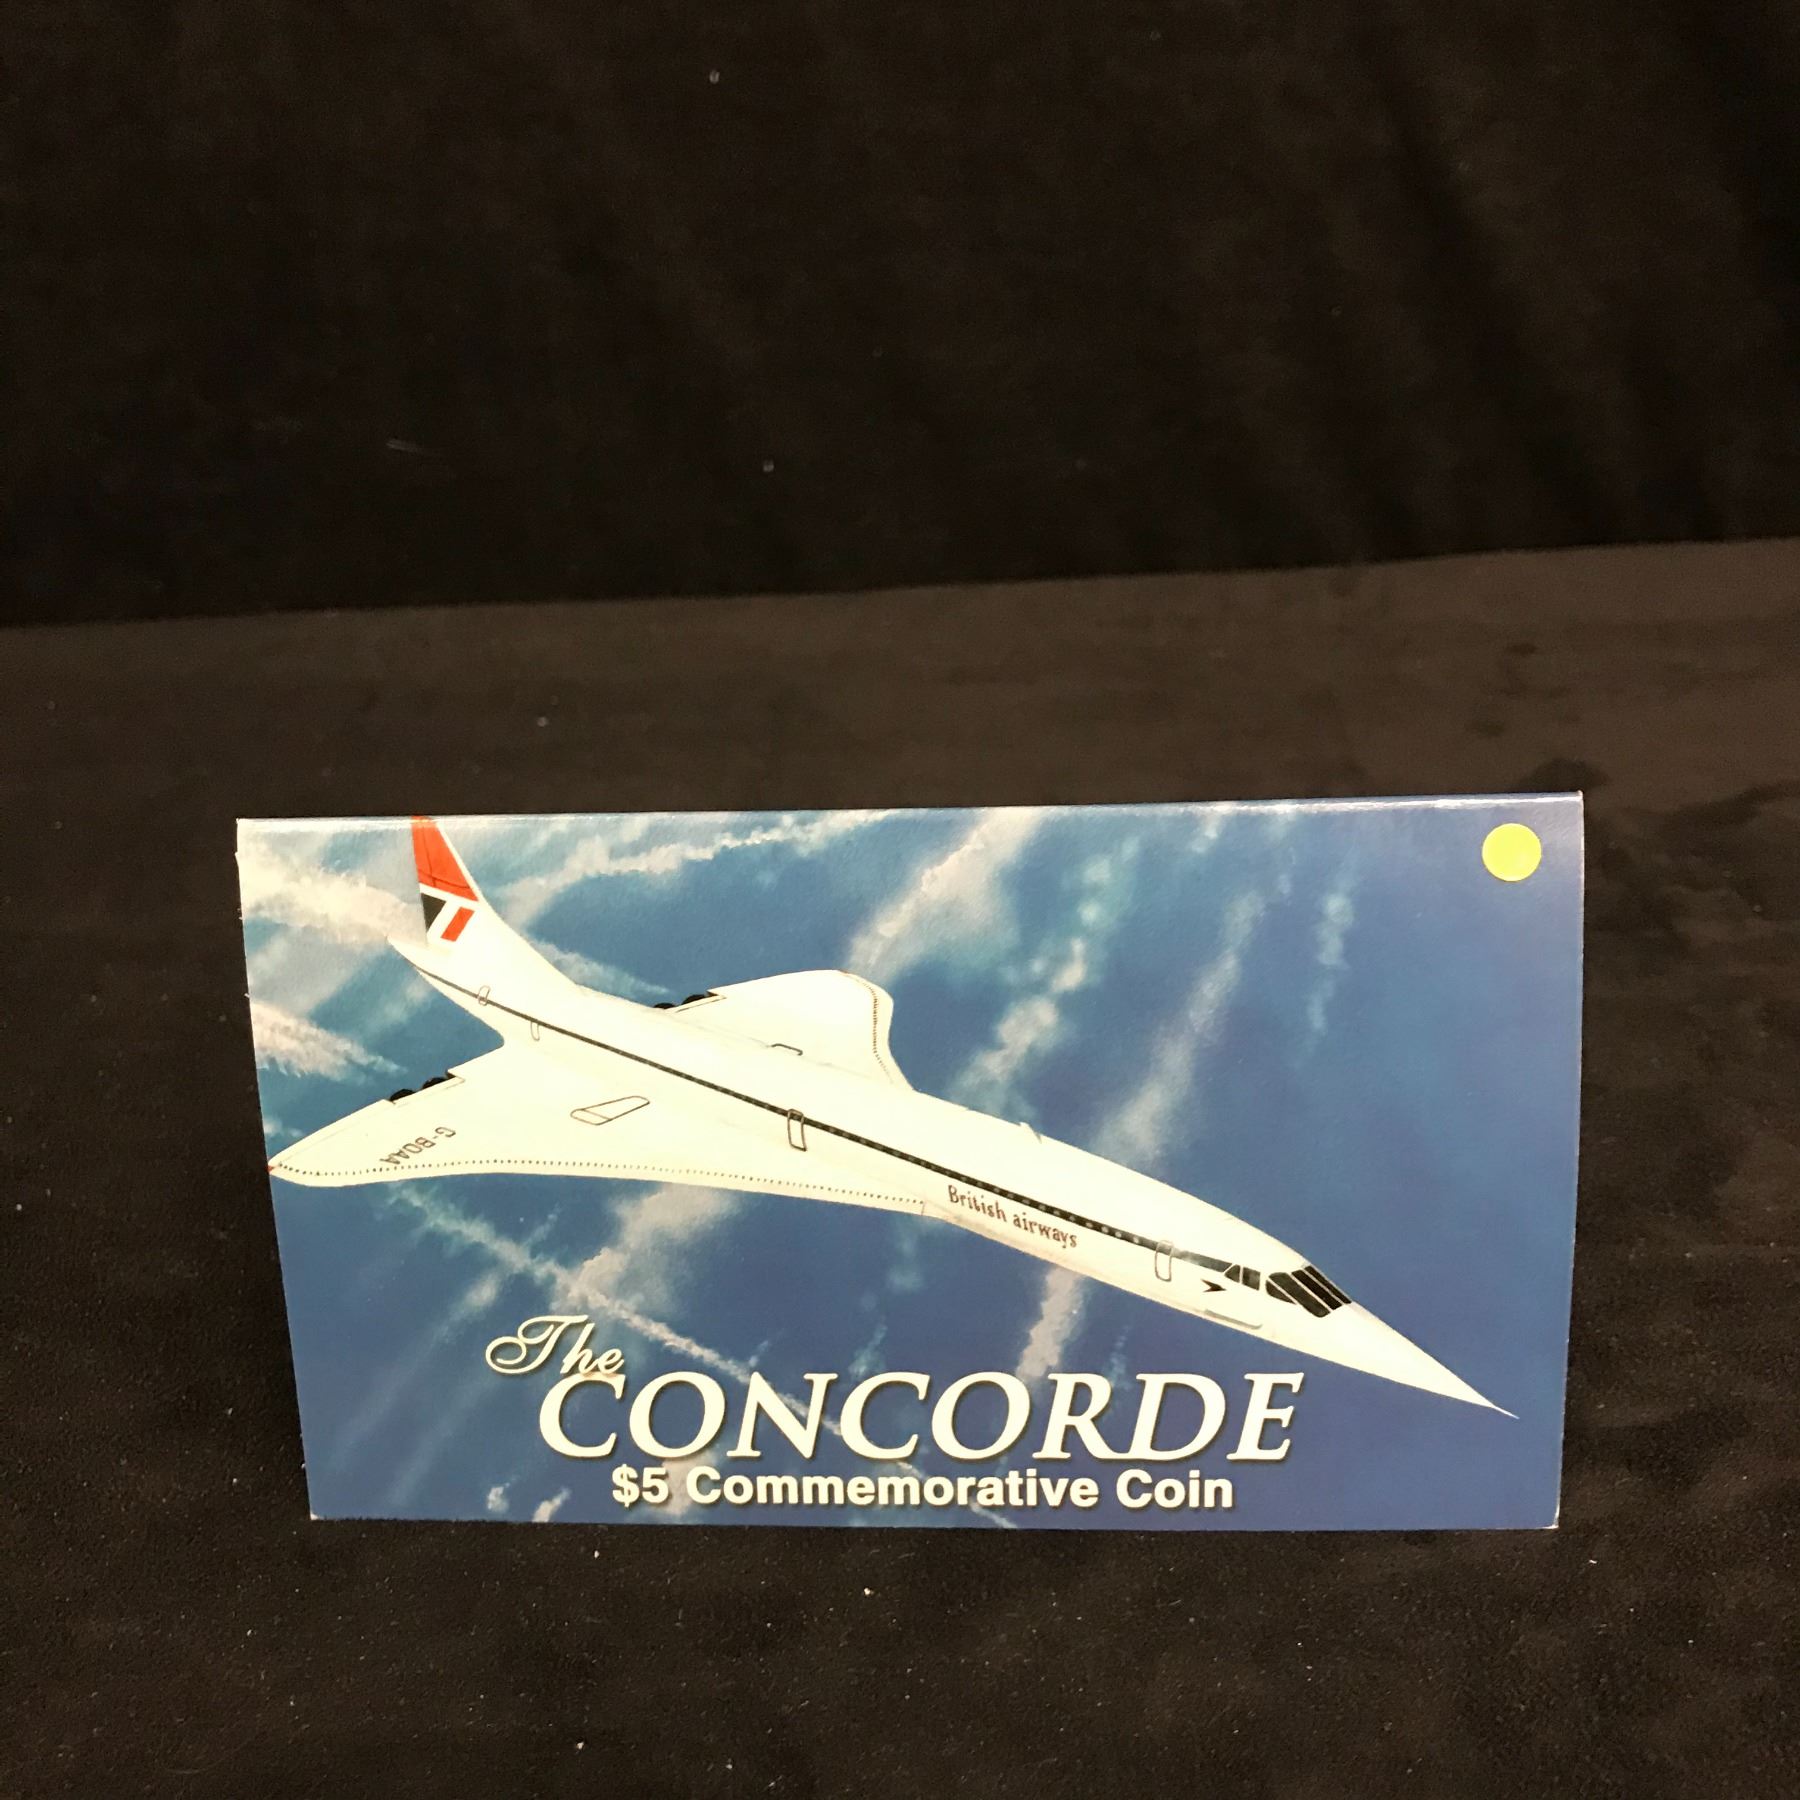 G-BOAA
British airways
The
CONCORDE
$5 Commemorative Coin